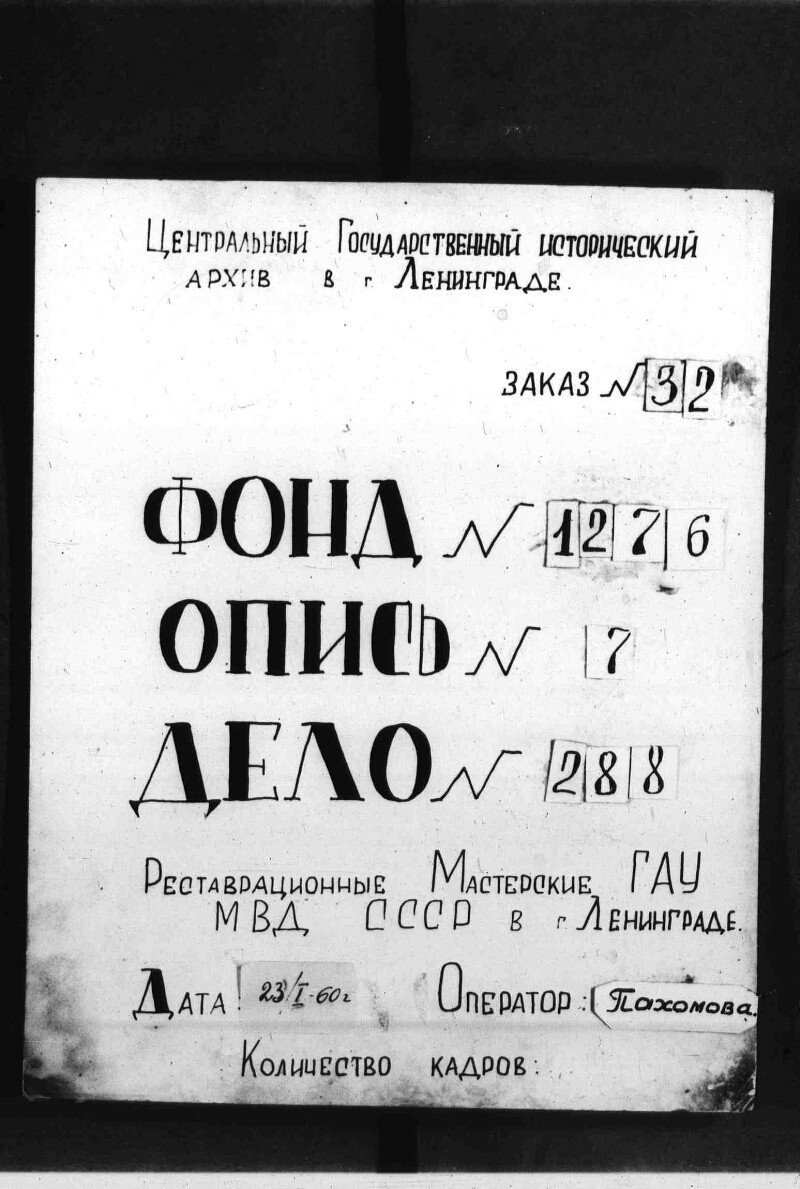 Центральный Государственный исторический
архив в г Ленинграде.
заказ № 32
ФОНД № 1276
ОПИСЬ № 7
ДЕЛО № 288
Реставрационные Мастерские ГАУ
МВД СССР в г. Ленинграде.
Дата: 23/I-60г Оператор: Пахомова.
Количество кадров: